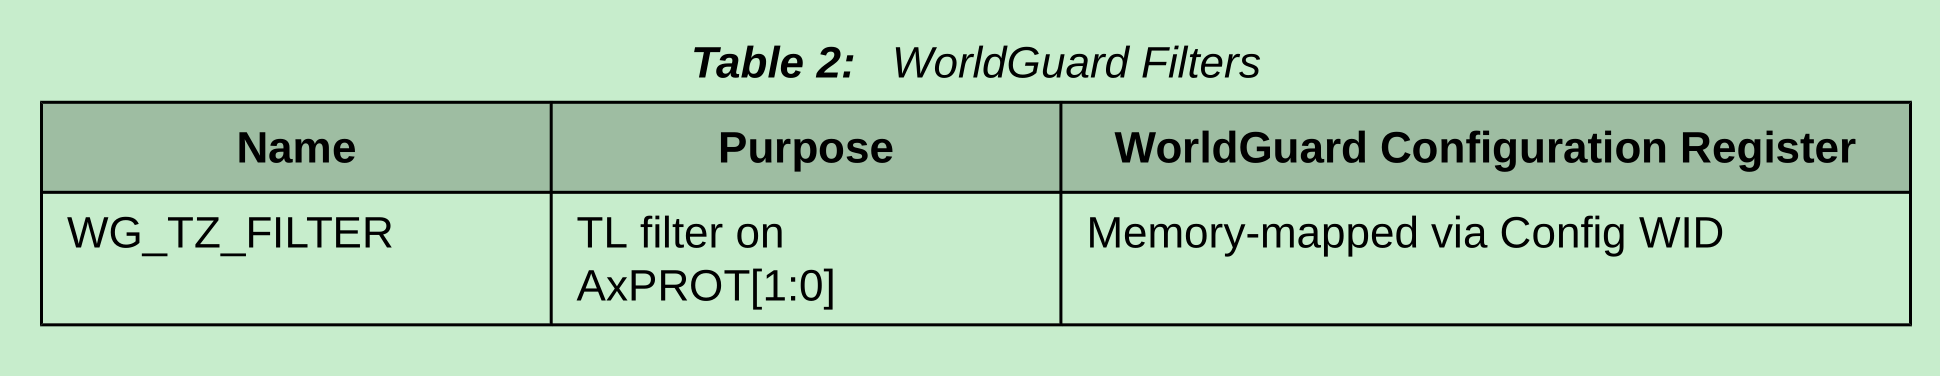 Table 2: WorldGuard Filters
Name Purpose WorldGuard Configuration Register
WG_TZ_FILTER TL filter on Memory-mapped via Config WID
AxPROT[1:0]